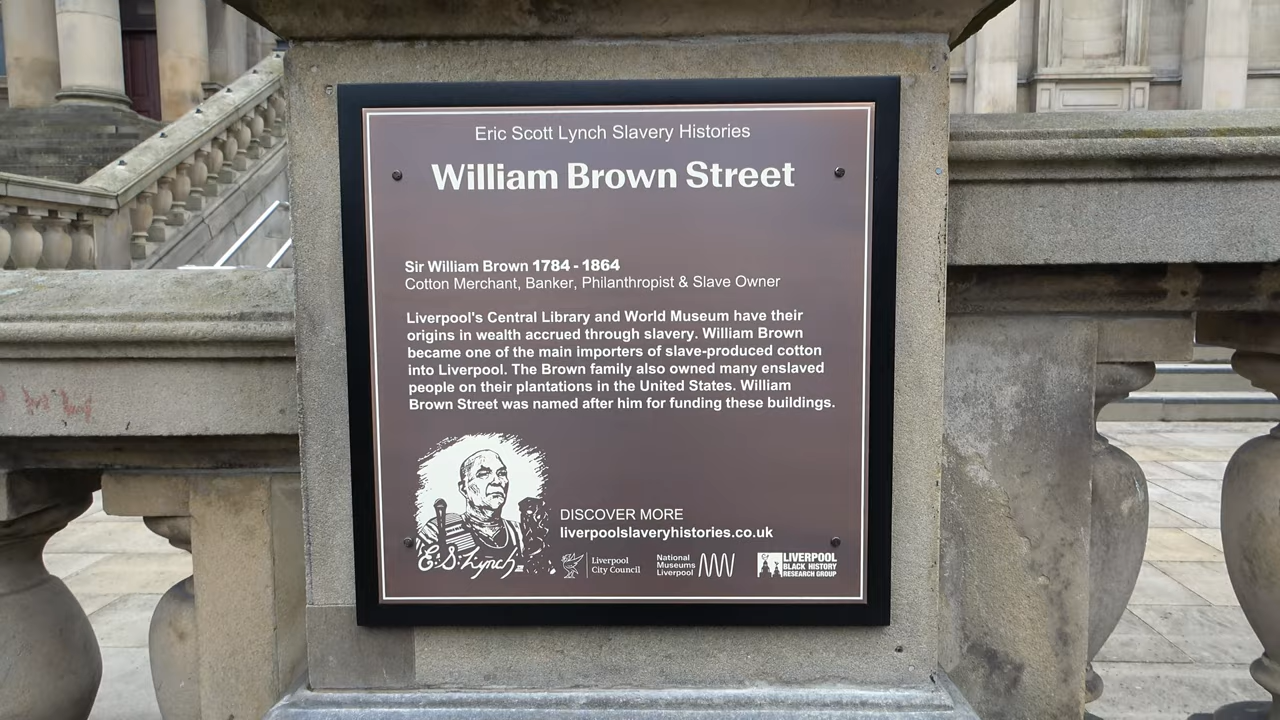 Eric Scott Lynch Slavery Histories
William Brown Street
Sir William Brown 1784 - 1864
Cotton Merchant, Banker, Philanthropist & Slave Owner
Liverpool's Central Library and World Museum have their
origins in wealth accrued through slavery. William Brown
became one of the main importers of slave-produced cotton
into Liverpool. The Brown family also owned many enslaved
people on their plantations in the United States. William
Brown Street was named after him for funding these buildings.
DISCOVER MORE
liverpoolslaveryhistories.co.uk
E. S. Lynch
Liverpool
City Council
National
Museums
Liverpool
LIVERPOOL
BLACK HISTORY
RESEARCH GROUP